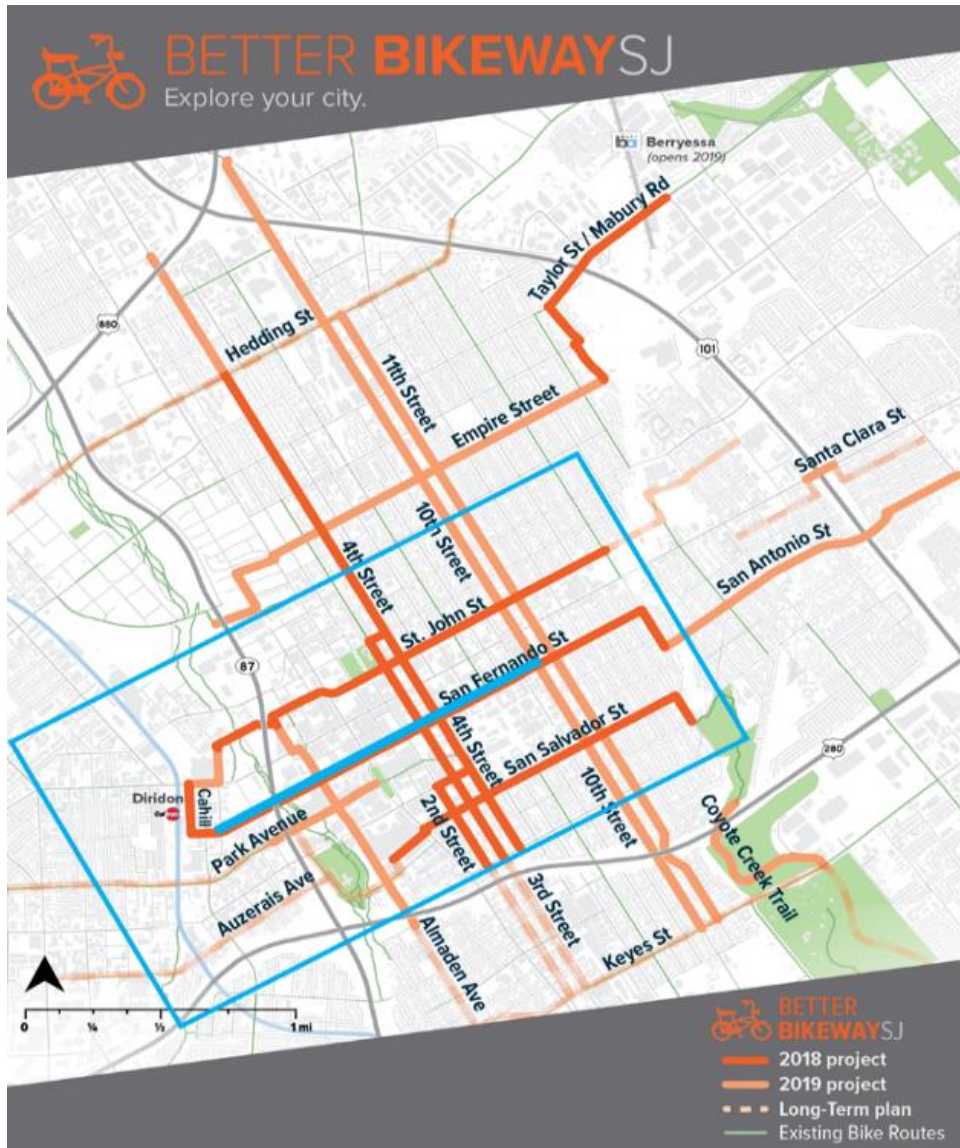 BETTER BIKEWAYSJ
Explore your city.
Berryessa
(opens 2019)
Taylor St / Mabury Rd
880
Hedding St
101
11th Street
Empire Street
Santa Clara St
10th Street
San Antonio St
4th Street
St. John St
87
San Fernando St
4th Street
San Salvador St
280
Diridon
Cahill
10th Street
2nd Street
Park Avenue
Coyote Creek Trail
Auzerais Ave
3rd Street
Almaden Ave
Keyes St
0 ¼ ½ 1 mi
BETTER
BIKEWAYSJ
2018 project
2019 project
Long-Term plan
Existing Bike Routes